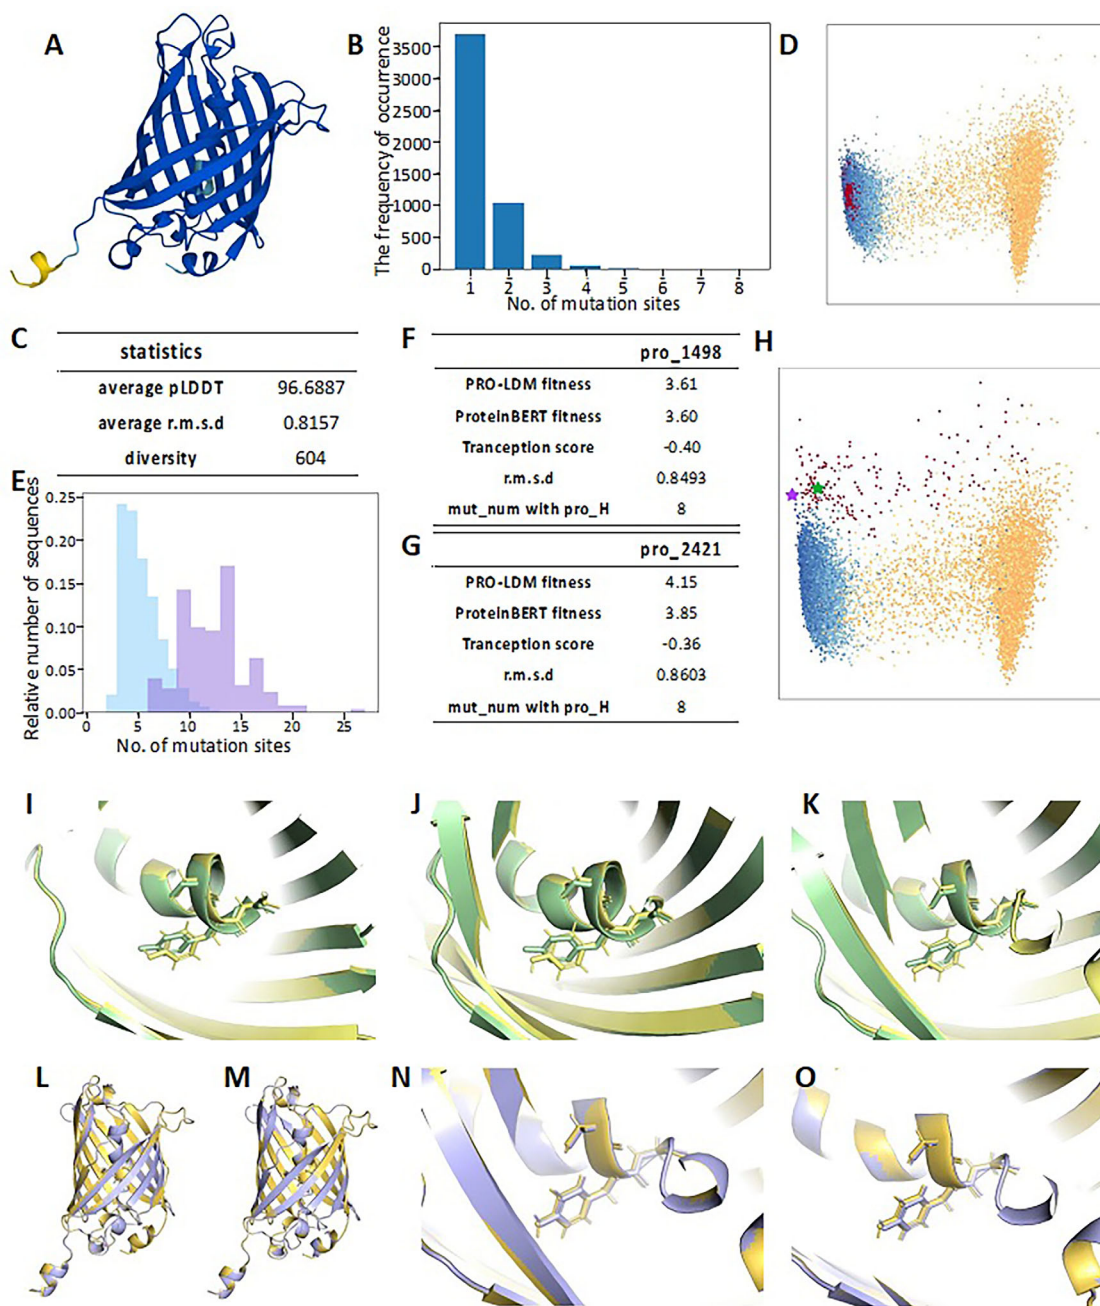 A
B
The frequency of occurrence
3500
3000
2500
2000
1500
1000
500
0
1 2 3 4 5 6 7 8
No. of mutation sites
D
C
statistics
average pLDDT 96.6887
average r.m.s.d 0.8157
diversity 604
F
pro_1498
PRO-LDM fitness 3.61
ProteinBERT fitness 3.60
Tranception score -0.40
r.m.s.d 0.8493
mut_num with pro_H 8
H
E
Relative number of sequences
0.25
0.20
0.15
0.10
0.05
0.00
0 5 10 15 20 25
No. of mutation sites
G
pro_2421
PRO-LDM fitness 4.15
ProteinBERT fitness 3.85
Tranception score -0.36
r.m.s.d 0.8603
mut_num with pro_H 8
I
J
K
L
M
N
O